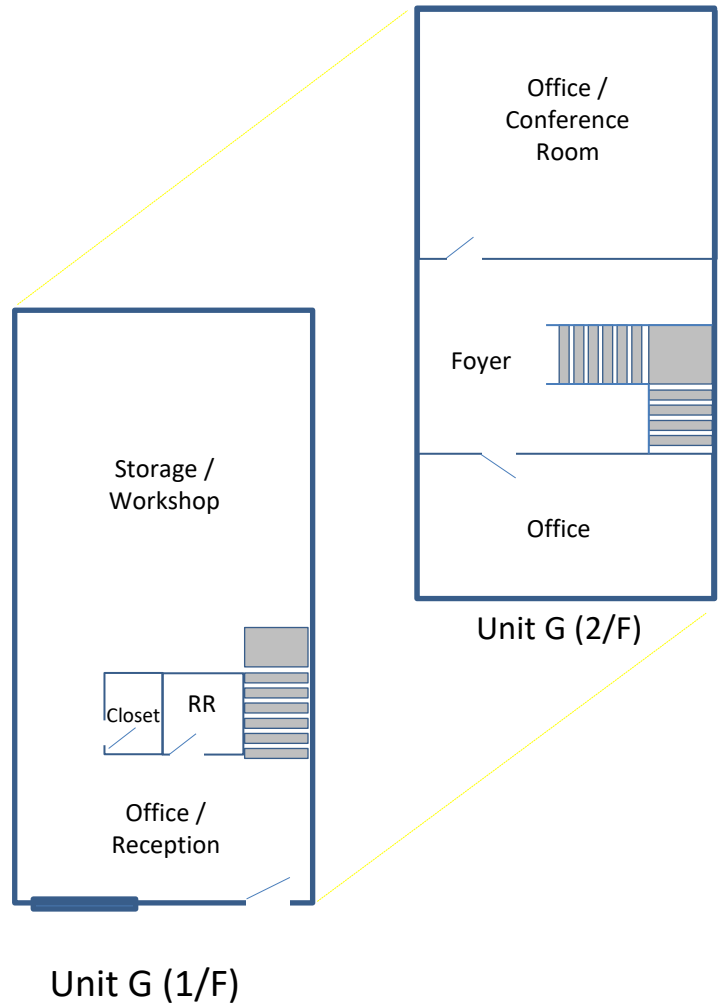 Office /
Conference
Room
Foyer
Office
Unit G (2/F)
Storage /
Workshop
Closet
RR
Office /
Reception
Unit G (1/F)